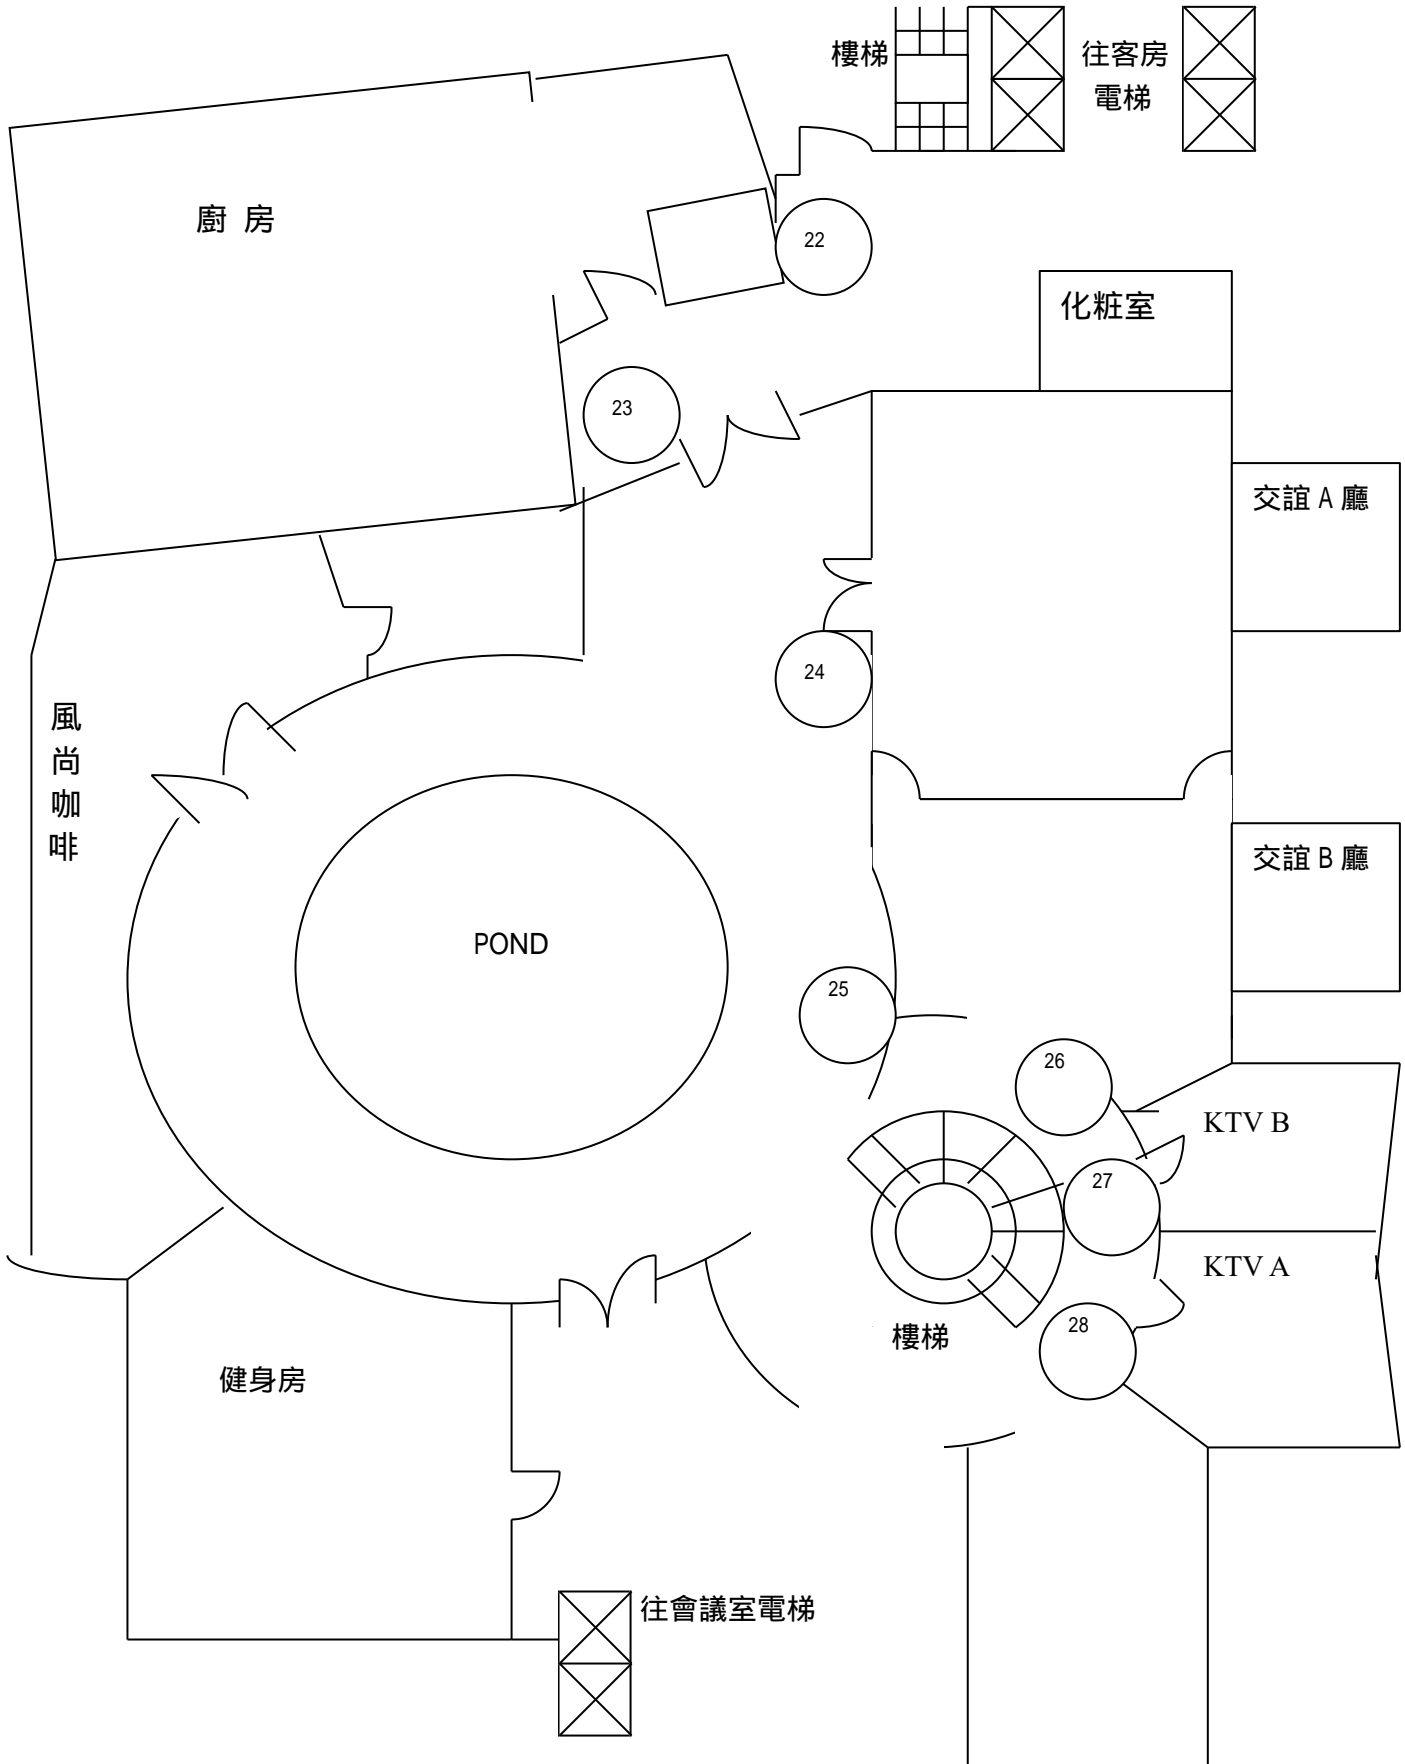 樓梯
往客房
電梯
廚 房
22
化粧室
23
交誼 A 廳
24
風
尚
咖
啡
交誼 B 廳
POND
25
26
KTV B
27
KTV A
28
樓梯
健身房
往會議室電梯